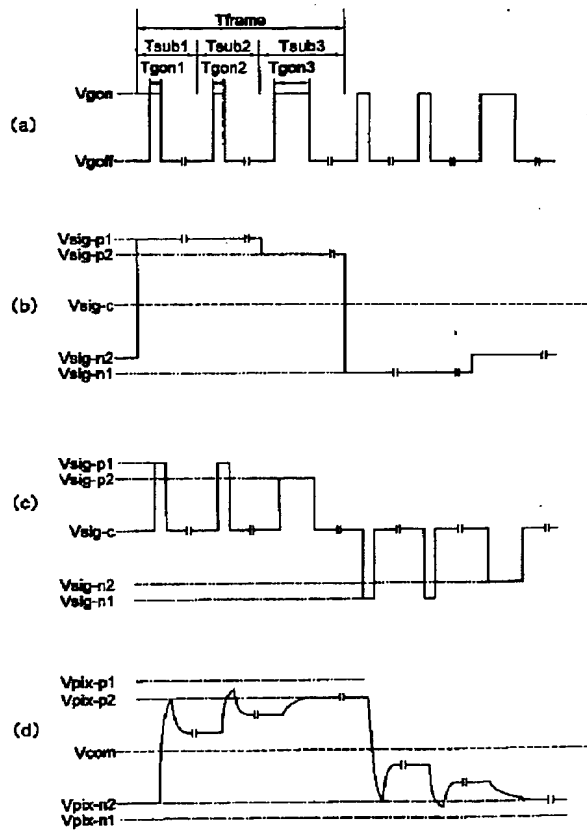 Tframe
Tsub1 Tsub2 Tsub3
Tgon1 Tgon2 Tgon3
Vgon
(a)
Vgoff
Vsig-p1
Vsig-p2
(b)
Vsig-c
Vsig-n2
Vsig-n1
Vsig-p1
Vsig-p2
(c)
Vsig-c
Vsig-n2
Vsig-n1
Vpix-p1
Vpix-p2
(d)
Vcom
Vpix-n2
Vpix-n1